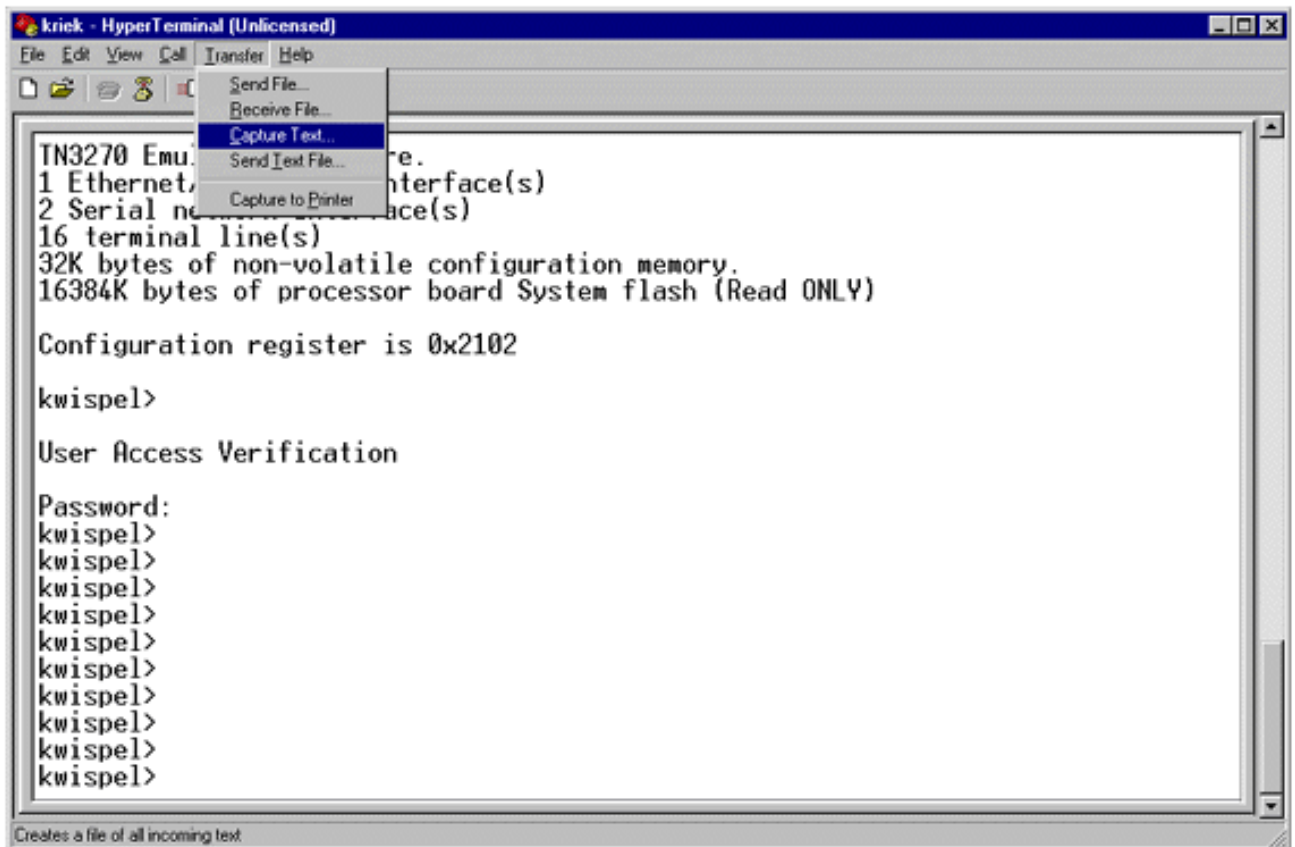 kriek - HyperTerminal (Unlicensed)
File Edit View Call Transfer Help
Send File...
Receive File...
Capture Text...
Send Text File...
Capture to Printer
TN3270 Emu re.
1 Ethernet/ nterface(s)
2 Serial ne ace(s)
16 terminal line(s)
32K bytes of non-volatile configuration memory.
16384K bytes of processor board System flash (Read ONLY)
Configuration register is 0x2102
kwispel>
User Access Verification
Password:
kwispel>
kwispel>
kwispel>
kwispel>
kwispel>
kwispel>
kwispel>
kwispel>
kwispel>
kwispel>
Creates a file of all incoming text